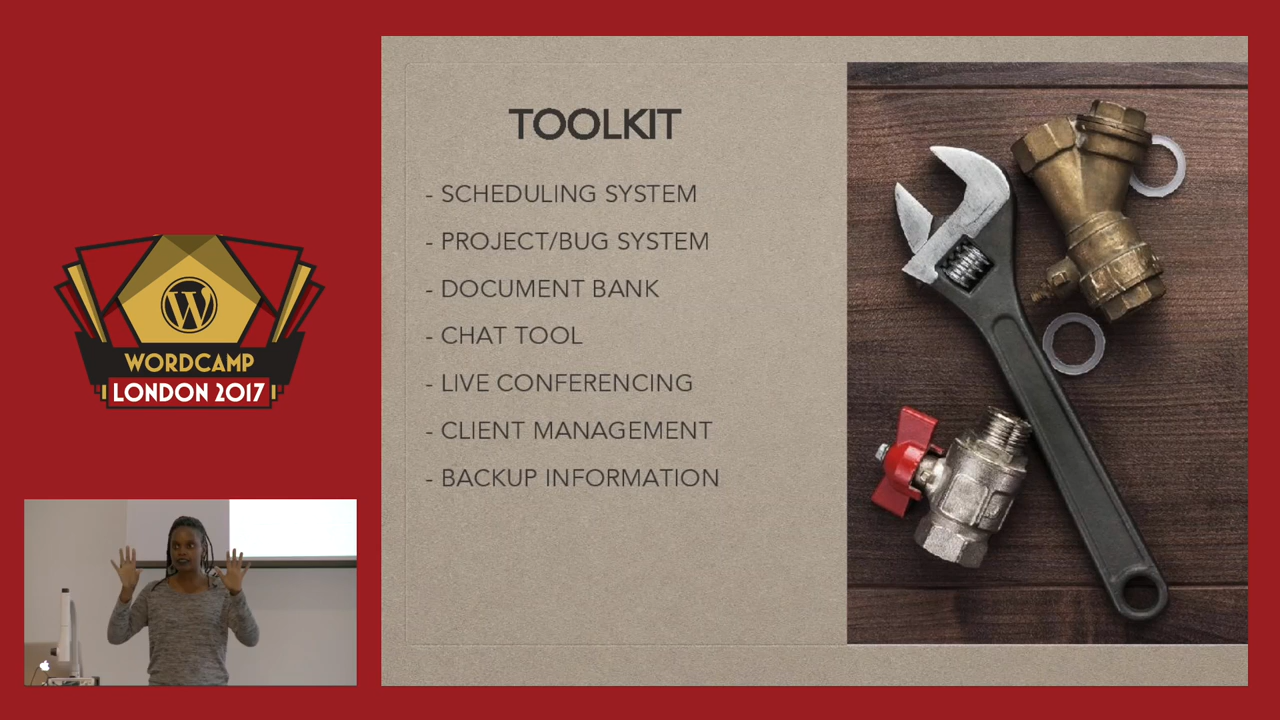 TOOLKIT
- SCHEDULING SYSTEM
- PROJECT/BUG SYSTEM
- DOCUMENT BANK
- CHAT TOOL
- LIVE CONFERENCING
- CLIENT MANAGEMENT
- BACKUP INFORMATION
W
WORDCAMP
LONDON 2017